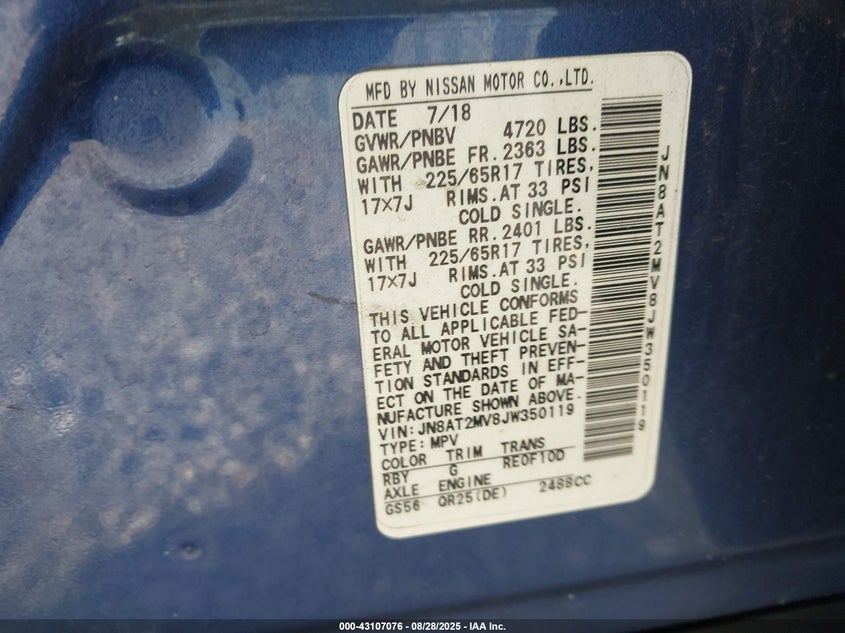 MFD BY NISSAN MOTOR CO.,LTD.
DATE 7/18
GVWR/PNBV 4720 LBS.
GAWR/PNBE FR. 2363 LBS.
WITH 225/65R17 TIRES,
17×7J RIMS.AT 33 PSI
COLD SINGLE.
GAWR/PNBE RR. 2401 LBS.
WITH 225/65R17 TIRES,
17×7J RIMS.AT 33 PSI
COLD SINGLE.
THIS VEHICLE CONFORMS
TO ALL APPLICABLE FED-
ERAL MOTOR VEHICLE SA-
FETY AND THEFT PREVEN-
TION STANDARDS IN EFF-
ECT ON THE DATE OF MA-
NUFACTURE SHOWN ABOVE.
VIN: JN8AT2MV8JW350119
TYPE: MPV
COLOR TRIM TRANS
RBY G RE0F10D
AXLE ENGINE
GS56 QR25(DE) 2488CC
JN8AT2MV8JW350119
000-43107076 | 08/28/2025 - IAA Inc.